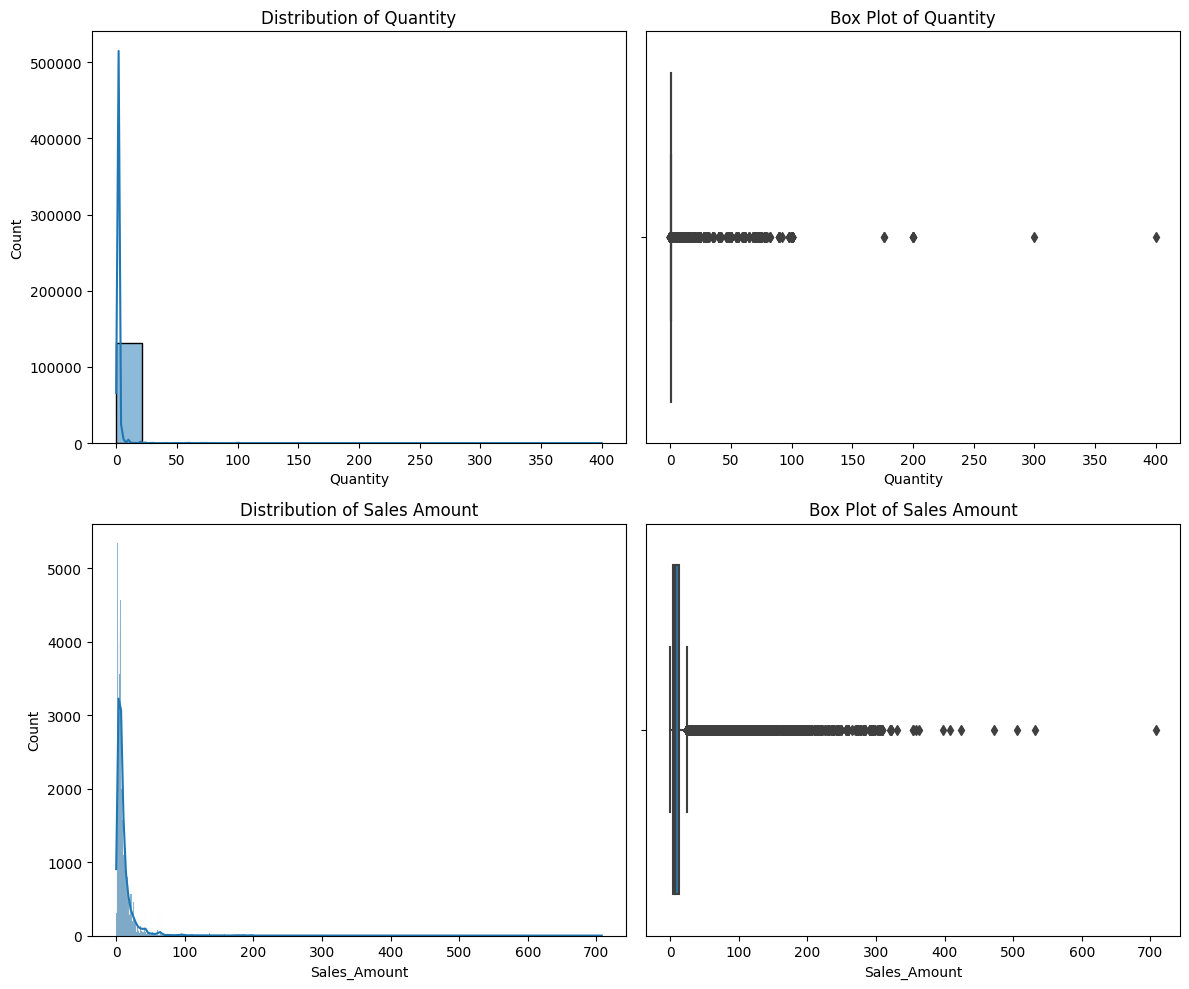 Distribution of Quantity
Box Plot of Quantity
Count
500000
400000
300000
200000
100000
0
0 50 100 150 200 250 300 350 400
Quantity
0 50 100 150 200 250 300 350 400
Quantity
Distribution of Sales Amount
Box Plot of Sales Amount
Count
5000
4000
3000
2000
1000
0
0 100 200 300 400 500 600 700
Sales_Amount
0 100 200 300 400 500 600 700
Sales_Amount